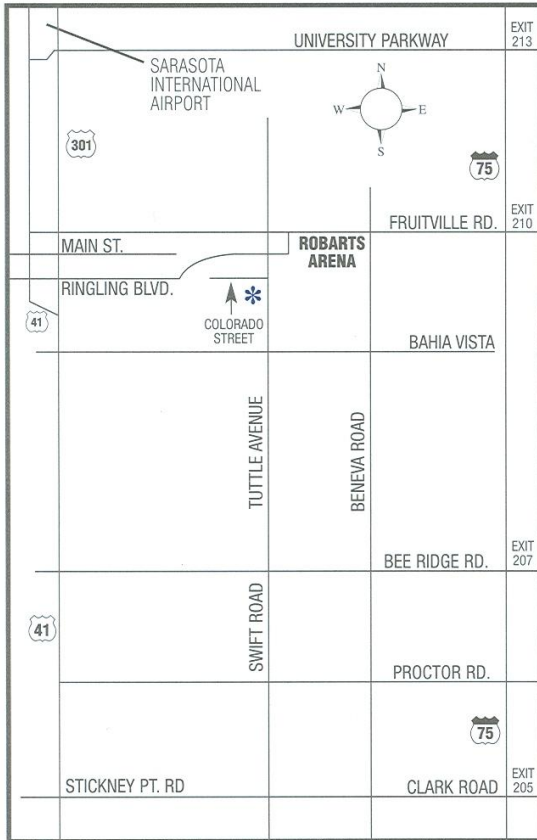 EXIT
213
UNIVERSITY PARKWAY
SARASOTA
INTERNATIONAL
AIRPORT
N
W
E
S
301
75
EXIT
210
FRUITVILLE RD.
MAIN ST.
ROBARTS
ARENA
RINGLING BLVD.
41
COLORADO
STREET
*
BAHIA VISTA
TUTTLE AVENUE
BENEVA ROAD
EXIT
207
BEE RIDGE RD.
SWIFT ROAD
41
PROCTOR RD.
75
EXIT
205
STICKNEY PT. RD
CLARK ROAD